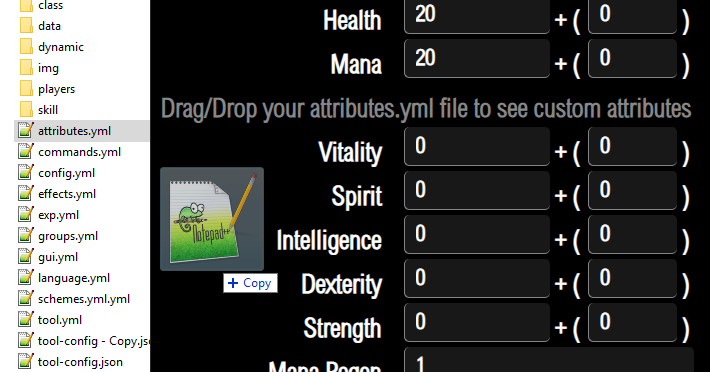 class
data
dynamic
img
players
skill
attributes.yml
commands.yml
config.yml
effects.yml
exp.yml
groups.yml
gui.yml
language.yml
schemes.yml.yml
tool.yml
tool-config - Copy.js
tool-config.json
Health 20 + ( 0 )
Mana 20 + ( 0 )
Drag/Drop your attributes.yml file to see custom attributes
Vitality 0 + ( 0 )
Spirit 0 + ( 0 )
Notepad++
Intelligence 0 + ( 0 )
+ Copy
Dexterity 0 + ( 0 )
Strength 0 + ( 0 )
Mana Regen 1